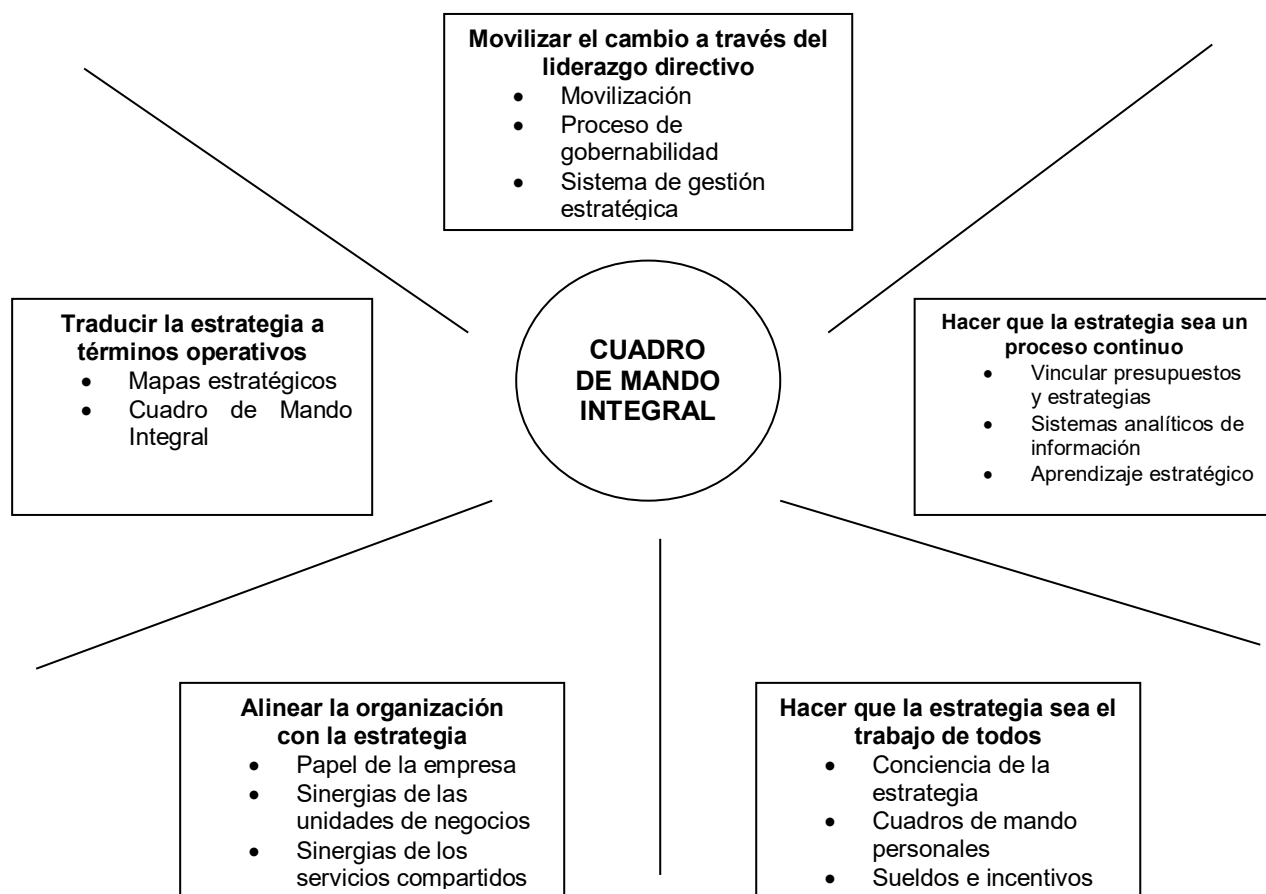 Movilizar el cambio a través del
liderazgo directivo
• Movilización
• Proceso de
gobernabilidad
• Sistema de gestión
estratégica
Traducir la estrategia a
términos operativos
• Mapas estratégicos
• Cuadro de Mando
Integral
CUADRO
DE MANDO
INTEGRAL
Hacer que la estrategia sea un
proceso continuo
• Vincular presupuestos
y estrategias
• Sistemas analíticos de
información
• Aprendizaje estratégico
Alinear la organización
con la estrategia
• Papel de la empresa
• Sinergias de las
unidades de negocios
• Sinergias de los
servicios compartidos
Hacer que la estrategia sea el
trabajo de todos
• Conciencia de la
estrategia
• Cuadros de mando
personales
• Sueldos e incentivos